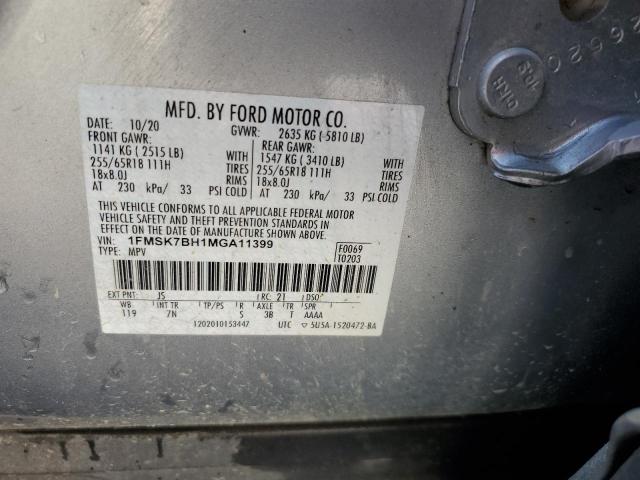 MFD. BY FORD MOTOR CO.
DATE: 10/20 GVWR: 2635 KG (-5810 LB)
FRONT GAWR: REAR GAWR:
1141 KG (2515 LB) WITH 1547 KG (3410 LB) WITH
255/65R18 111H TIRES 255/65R18 111H TIRES
18x8.0J RIMS 18x8.0J RIMS
AT 230 kPa/ 33 PSI COLD AT 230 kPa/ 33 PSI COLD
THIS VEHICLE CONFORMS TO ALL APPLICABLE FEDERAL MOTOR
VEHICLE SAFETY AND THEFT PREVENTION STANDARDS IN
EFFECT ON THE DATE OF MANUFACTURE SHOWN ABOVE.
VIN: 1FMSK7BH1MGA11399 F0069
TYPE: MPV T0203
EXT PNT: JS RC: 21 DSO:
WB INT TR TP/PS R AXLE TR SPR
119 7N S 3B T AAAA
1202010153447 UTC ▽ 5U5A-1520472-BA